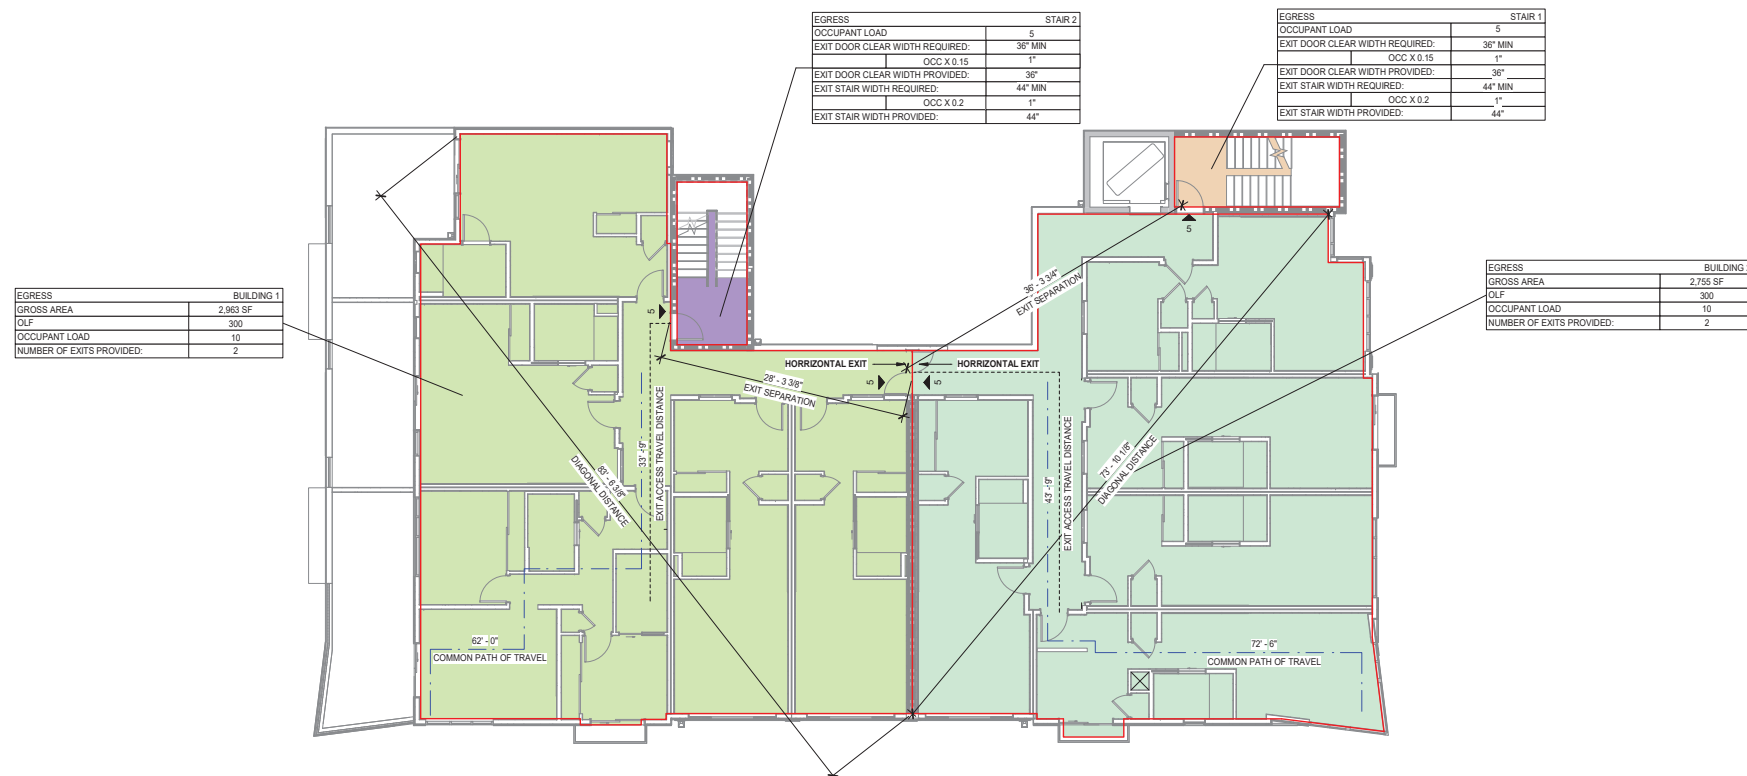 EGRESS STAIR 2
OCCUPANT LOAD 5
EXIT DOOR CLEAR WIDTH REQUIRED: 36" MIN
OCC X 0.15 1"
EXIT DOOR CLEAR WIDTH PROVIDED: 36"
EXIT STAIR WIDTH REQUIRED: 44" MIN
OCC X 0.2 1"
EXIT STAIR WIDTH PROVIDED: 44"
EGRESS STAIR 1
OCCUPANT LOAD 5
EXIT DOOR CLEAR WIDTH REQUIRED: 36" MIN
OCC X 0.15 1"
EXIT DOOR CLEAR WIDTH PROVIDED: 36"
EXIT STAIR WIDTH REQUIRED: 44" MIN
OCC X 0.2 1"
EXIT STAIR WIDTH PROVIDED: 44"
EGRESS BUILDING 1
GROSS AREA 2,963 SF
OLF 300
OCCUPANT LOAD 10
NUMBER OF EXITS PROVIDED: 2
EGRESS BUILDING
GROSS AREA 2,755 SF
OLF 300
OCCUPANT LOAD 10
NUMBER OF EXITS PROVIDED: 2
5
36' - 3 3/4"
EXIT SEPARATION
5
HORRIZONTAL EXIT
HORRIZONTAL EXIT
28' - 3 3/8"
EXIT SEPARATION
5
5
33' - 9"
EXIT ACCESS TRAVEL DISTANCE
83' - 6 3/8"
DIAGONAL DISTANCE
43' - 9"
EXIT ACCESS TRAVEL DISTANCE
73' - 10 1/8"
DIAGONAL DISTANCE
62' - 0"
COMMON PATH OF TRAVEL
72' - 6"
COMMON PATH OF TRAVEL